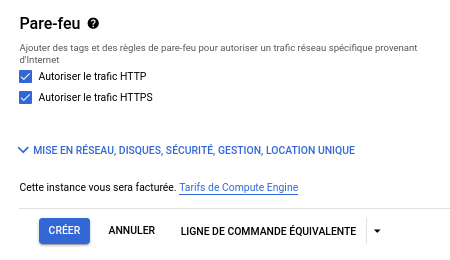 Pare-feu
Ajouter des tags et des règles de pare-feu pour autoriser un trafic réseau spécifique provenant
d'Internet
Autoriser le trafic HTTP
Autoriser le trafic HTTPS
MISE EN RÉSEAU, DISQUES, SÉCURITÉ, GESTION, LOCATION UNIQUE
Cette instance vous sera facturée. Tarifs de Compute Engine
CRÉER ANNULER LIGNE DE COMMANDE ÉQUIVALENTE